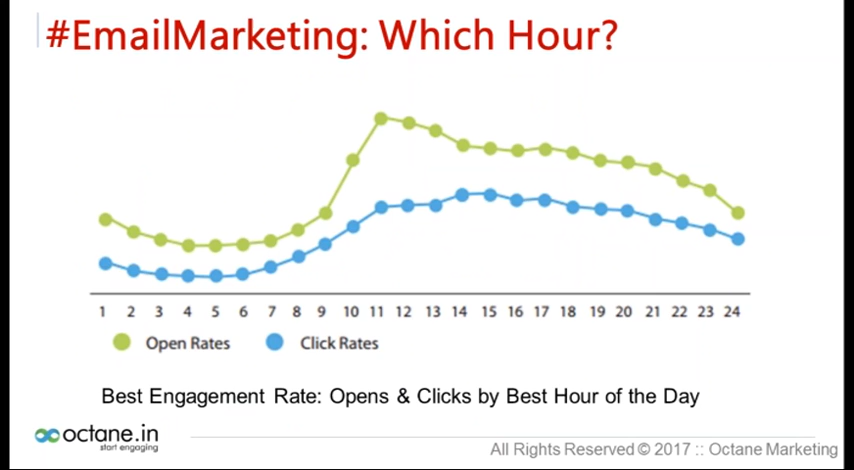 #EmailMarketing: Which Hour?
1 2 3 4 5 6 7 8 9 10 11 12 13 14 15 16 17 18 19 20 21 22 23 24
Open Rates Click Rates
Best Engagement Rate: Opens & Clicks by Best Hour of the Day
octane.in
start engaging
All Rights Reserved © 2017 :: Octane Marketing